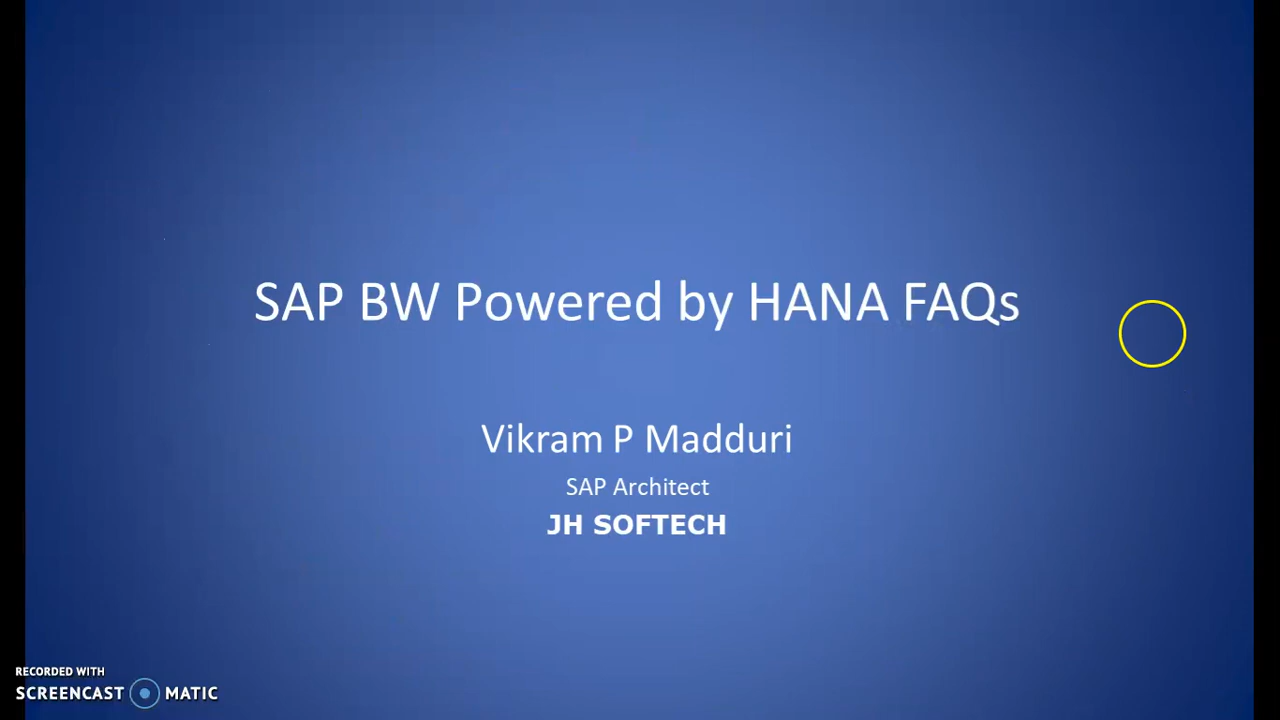 SAP BW Powered by HANA FAQs
Vikram P Madduri
SAP Architect
JH SOFTECH
RECORDED WITH
SCREENCAST MATIC